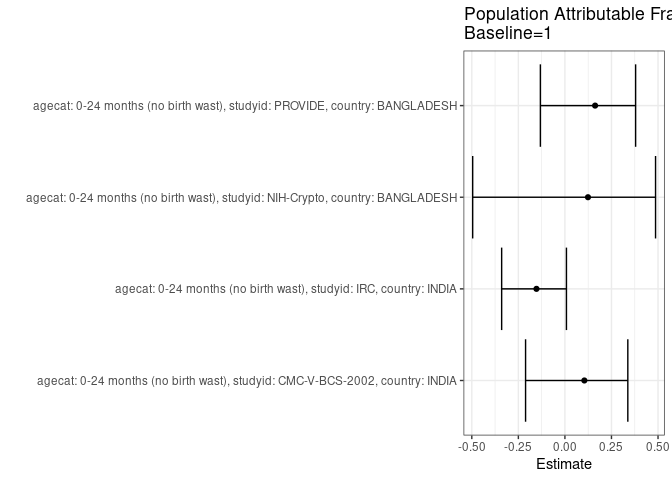 Population Attributable Fra
Baseline=1
agecat: 0-24 months (no birth wast), studyid: PROVIDE, country: BANGLADESH
agecat: 0-24 months (no birth wast), studyid: NIH-Crypto, country: BANGLADESH
agecat: 0-24 months (no birth wast), studyid: IRC, country: INDIA
agecat: 0-24 months (no birth wast), studyid: CMC-V-BCS-2002, country: INDIA
-0.50 -0.25 0.00 0.25 0.50
Estimate